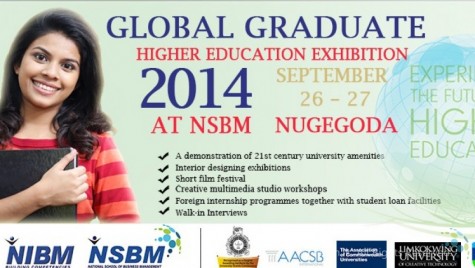 GLOBAL GRADUATE
HIGHER EDUCATION EXHIBITION
2014 SEPTEMBER
26 - 27
AT NSBM NUGEGODA
EXPERI
THE FUTU
HIGH
EDUCA
A demonstration of 21st century university amenities
Interior designing exhibitions
Short film festival
Creative multimedia studio workshops
Foreign internship programmes together with student loan facilities
Walk-in Interviews
NIBM
BUILDING COMPETENCIES
NSBM
NATIONAL SCHOOL OF BUSINESS MANAGEMENT
AACSB
The Association
of Commonwealth
Universities
LIMKOKWING
UNIVERSITY
OF CREATIVE TECHNOLOGY